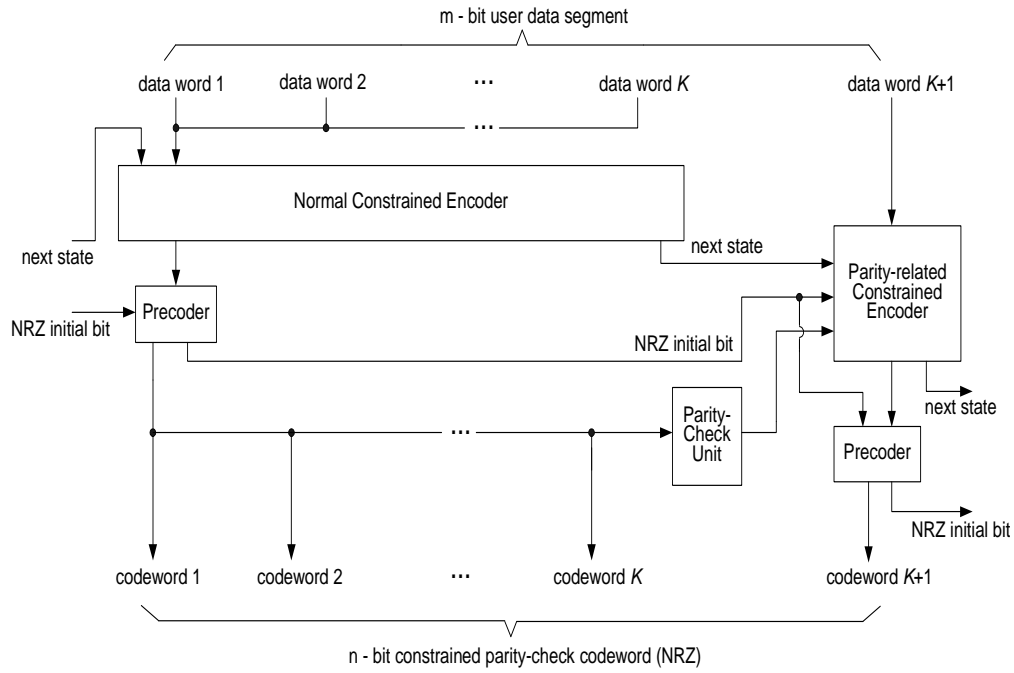 m - bit user data segment
data word 1
data word 2
...
data word K
data word K+1
...
Normal Constrained Encoder
next state
next state
Parity-related
Constrained
Encoder
Precoder
NRZ initial bit
NRZ initial bit
next state
Parity-
Check
Unit
...
Precoder
NRZ initial bit
codeword 1
codeword 2
...
codeword K
codeword K+1
n - bit constrained parity-check codeword (NRZ)